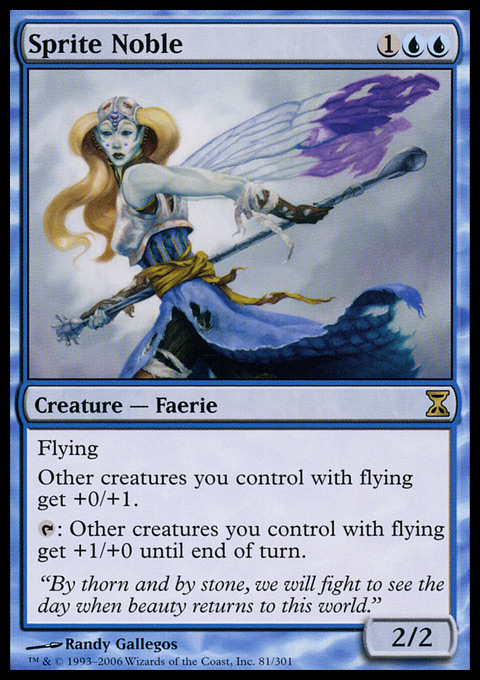 Sprite Noble 1
Creature — Faerie
Flying
Other creatures you control with flying
get +0/+1.
: Other creatures you control with flying
get +1/+0 until end of turn.
“By thorn and by stone, we will fight to see the
day when beauty returns to this world.”
Randy Gallegos
2/2
™ & © 1993–2006 Wizards of the Coast, Inc. 81/301